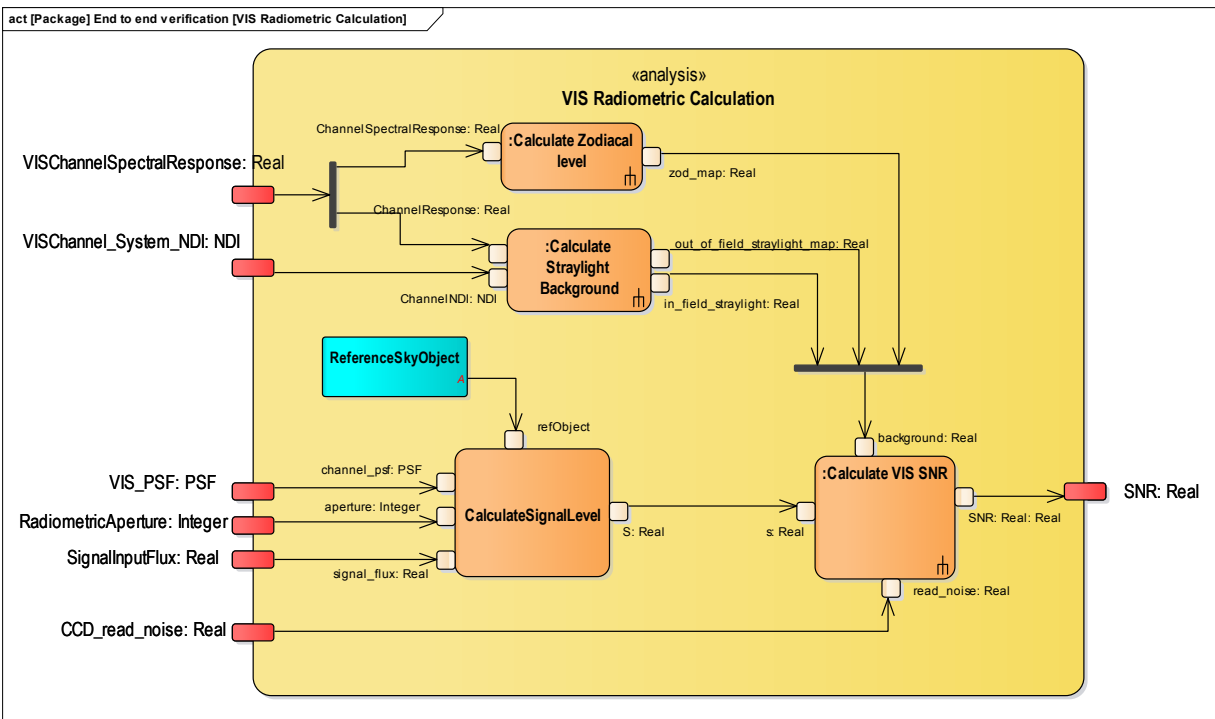 act [Package] End to end verification [VIS Radiometric Calculation]
«analysis»
VIS Radiometric Calculation
ChannelSpectralResponse: Real
:Calculate Zodiacal
level
VISChannelSpectralResponse: Real
zod_map: Real
ChannelResponse: Real
VISChannel_System_NDI: NDI
:Calculate
Straylight
Background
out_of_field_straylight_map: Real
ChannelNDI: NDI
in_field_straylight: Real
ReferenceSkyObject
A
refObject
background: Real
channel_psf: PSF
:Calculate VIS SNR
VIS_PSF: PSF
SNR: Real
aperture: Integer
RadiometricAperture: Integer
CalculateSignalLevel
SNR: Real: Real
S: Real
s: Real
SignalInputFlux: Real
signal_flux: Real
read_noise: Real
CCD_read_noise: Real